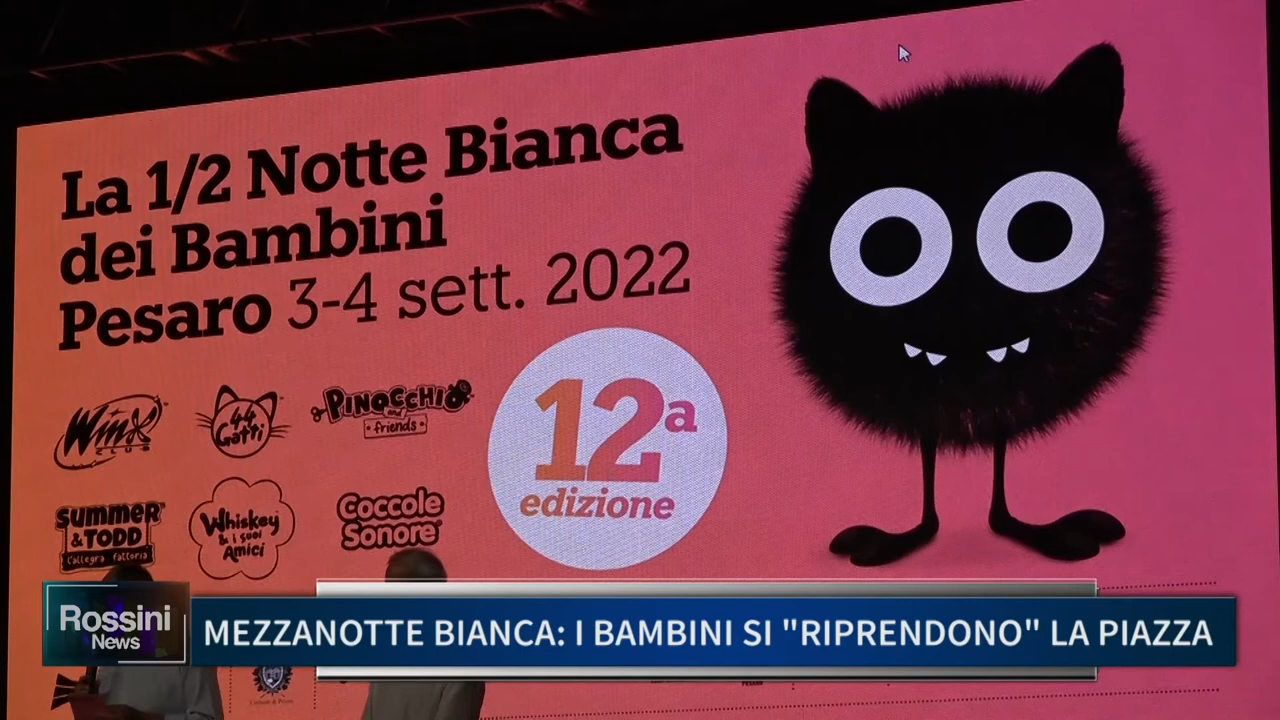 La 1/2 Notte Bianca
dei Bambini
Pesaro 3-4 sett. 2022
WinX
CLUB
44
Gatti
PINOCCHIO
and
friends
12a
edizione
SUMMER
& TODD
l'allegra fattoria
Whiskey
& i suoi
Amici
Coccole
Sonore
Rossini
News
MEZZANOTTE BIANCA: I BAMBINI SI "RIPRENDONO" LA PIAZZA